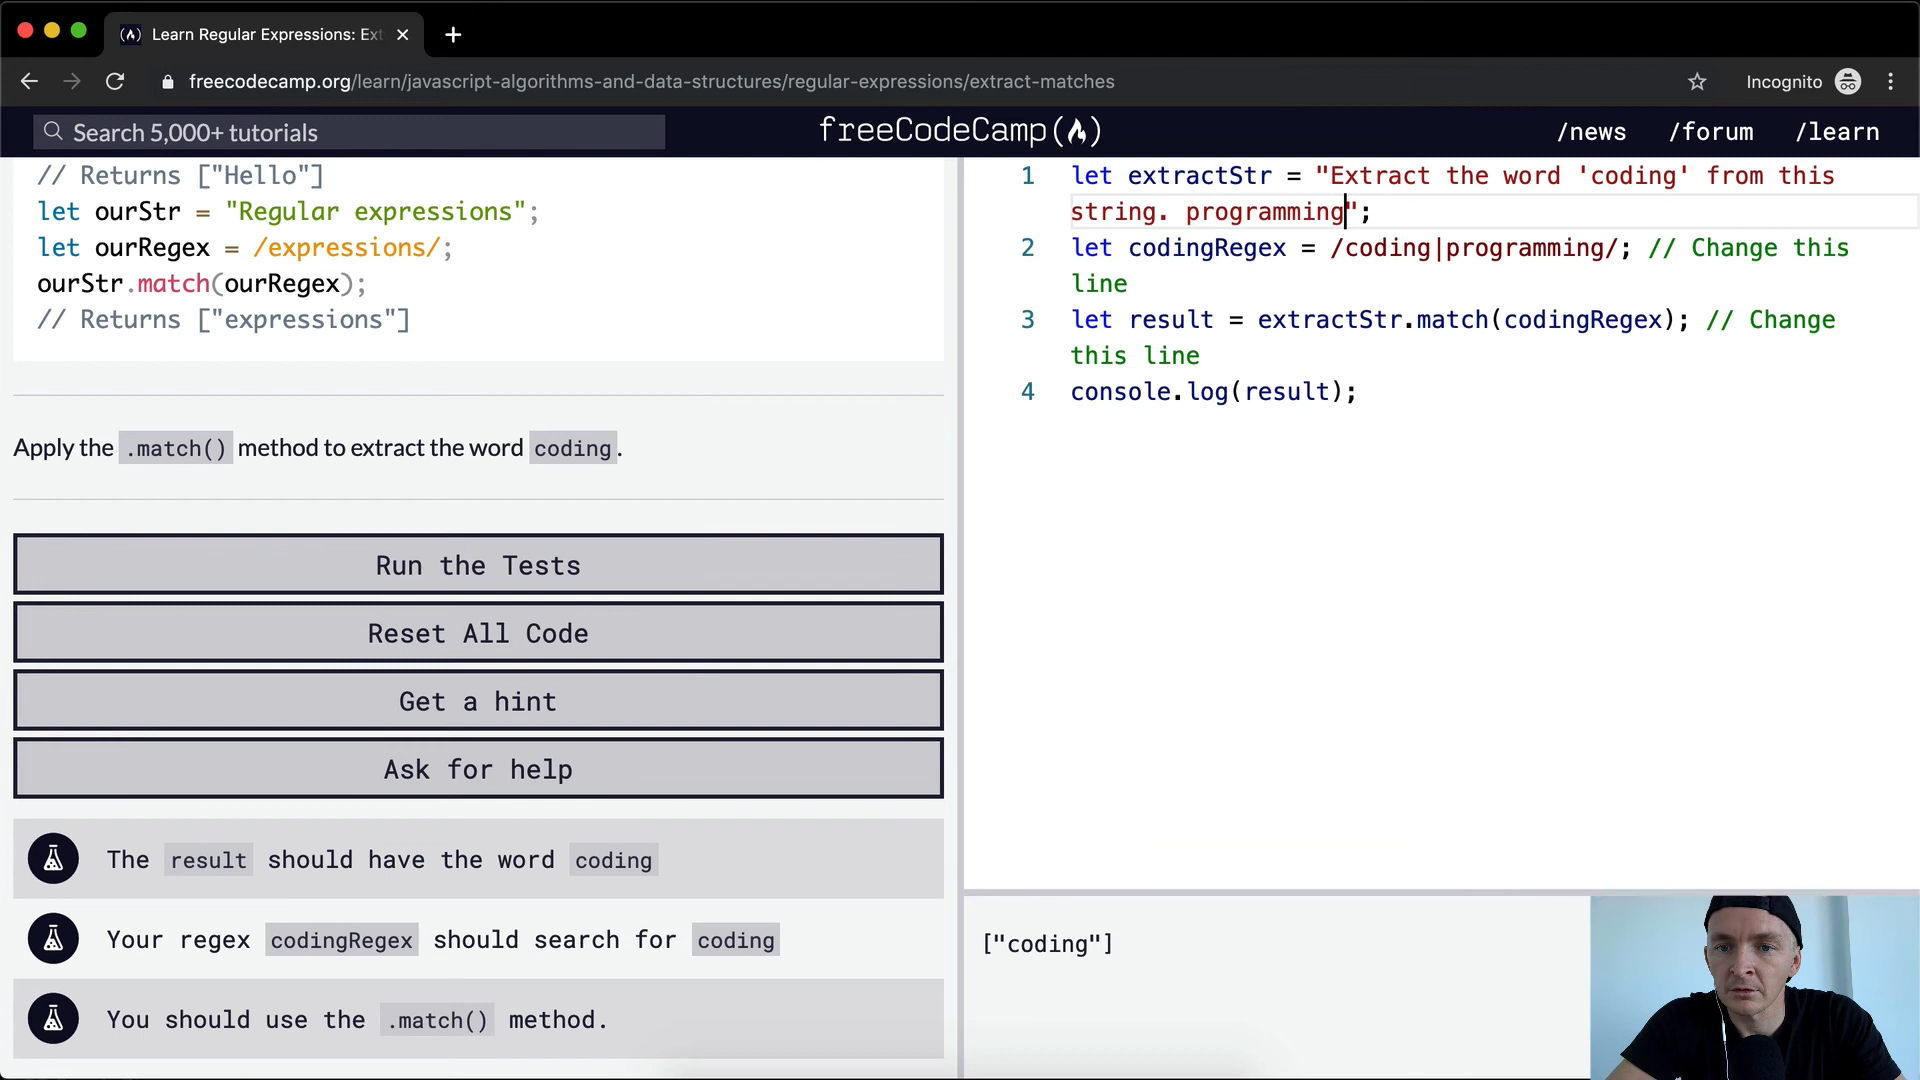 Learn Regular Expressions: Ext
freecodecamp.org/learn/javascript-algorithms-and-data-structures/regular-expressions/extract-matches
Incognito
Search 5,000+ tutorials
freeCodeCamp
/news
/forum
/learn
// Returns ["Hello"]
let ourStr = "Regular expressions";
let ourRegex = /expressions/;
ourStr.match(ourRegex);
// Returns ["expressions"]
Apply the .match() method to extract the word coding.
Run the Tests
Reset All Code
Get a hint
Ask for help
The result should have the word coding
Your regex codingRegex should search for coding
You should use the .match() method.
1 let extractStr = "Extract the word 'coding' from this
string. programming";
2 let codingRegex = /coding|programming/; // Change this
line
3 let result = extractStr.match(codingRegex); // Change
this line
4 console.log(result);
["coding"]